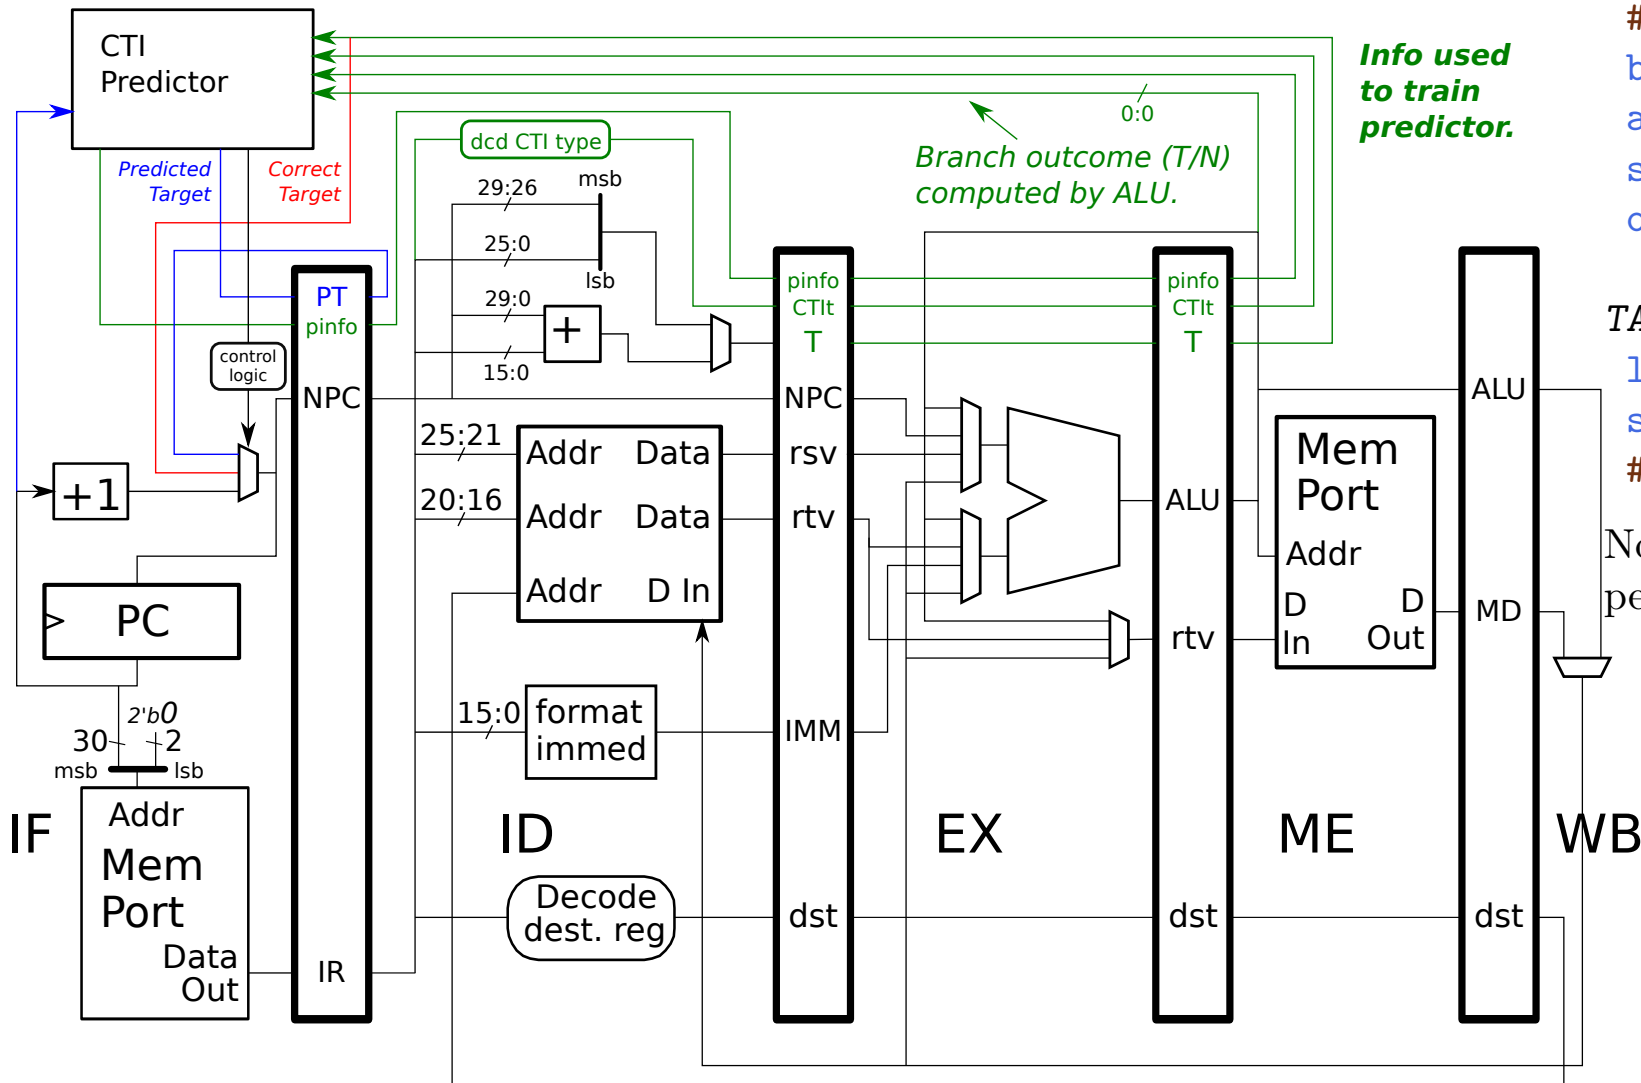 CTI
Predictor
Predicted
Target
Correct
Target
control
logic
+1
PC
2'b0
30
2
msb
lsb
Addr
Mem
Port
Data
Out
IF
PT
pinfo
NPC
IR
dcd CTI type
29:26
msb
25:0
lsb
29:0
+
15:0
25:21
Addr
Data
20:16
Addr
Data
Addr
D In
15:0
format
immed
ID
Decode
dest. reg
pinfo
CTIt
T
NPC
rsv
rtv
IMM
dst
Branch outcome (T/N)
computed by ALU.
0:0
EX
pinfo
CTIt
T
ALU
rtv
dst
Info used
to train
predictor.
Mem
Port
Addr
D
In
D
Out
ME
ALU
MD
dst
WB
#
b
a
s
TA
l
s
#
No
pe